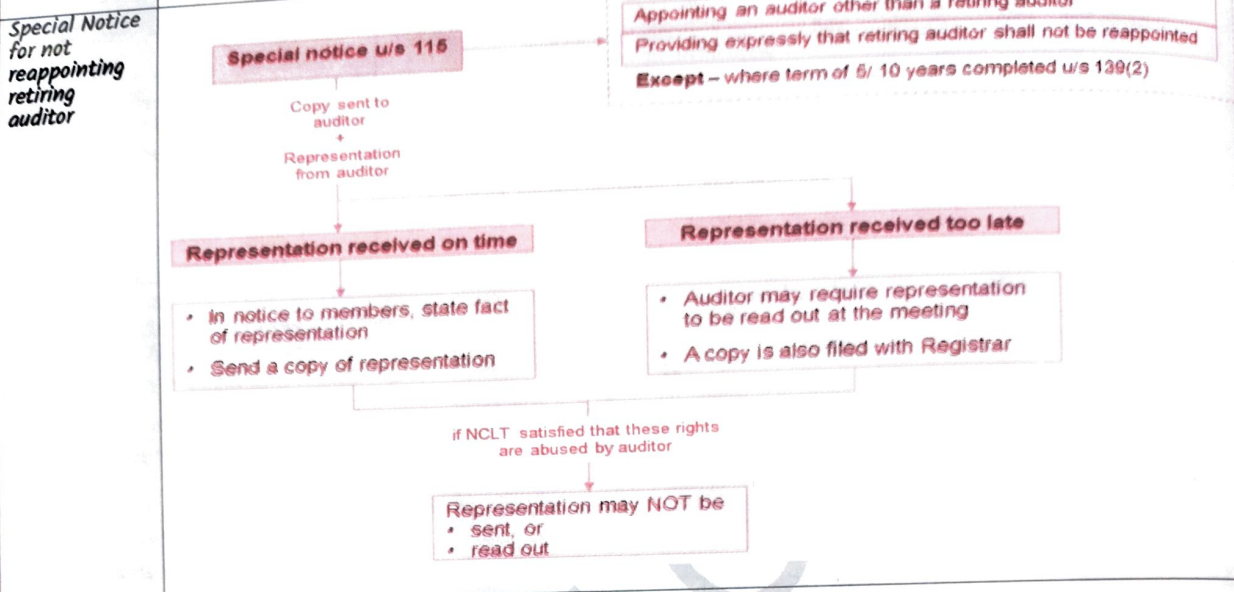 Special Notice
for not
reappointing
retiring
auditor
Appointing an auditor other than a retiring auditor
Special notice u/s 115
Providing expressly that retiring auditor shall not be reappointed
Except – where term of 5/ 10 years completed u/s 139(2)
Copy sent to
auditor
+
Representation
from auditor
Representation received on time
Representation received too late
• In notice to members, state fact
of representation
• Send a copy of representation
• Auditor may require representation
to be read out at the meeting
• A copy is also filed with Registrar
if NCLT satisfied that these rights
are abused by auditor
Representation may NOT be
• sent, or
• read out